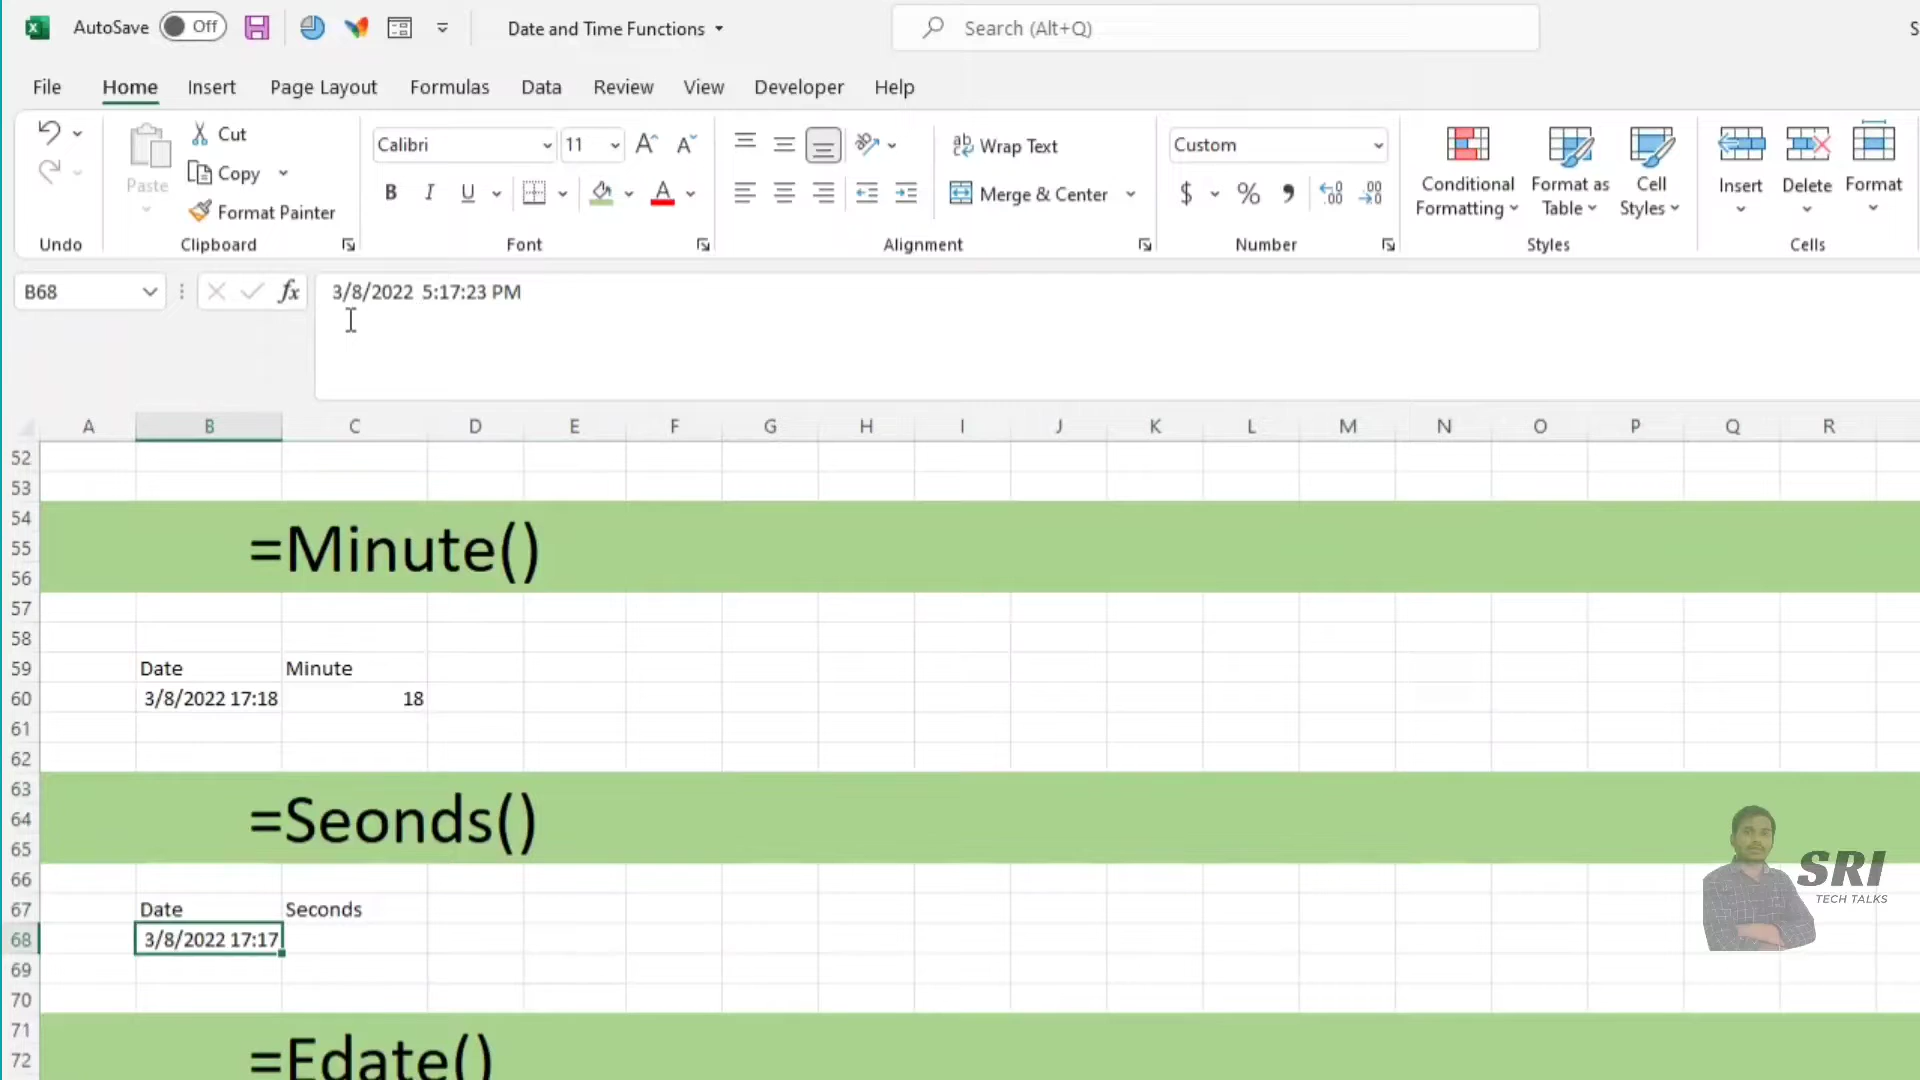 AutoSave Off Date and Time Functions Search (Alt+Q) S
File Home Insert Page Layout Formulas Data Review View Developer Help
Paste Cut Copy Format Painter
Calibri 11
B I U A
ab Wrap Text
Merge & Center
Custom
$ % 9 .00
Conditional Formatting Format as Table Cell Styles Insert Delete Format
Undo Clipboard Font Alignment Number Styles Cells
B68 fx 3/8/2022 5:17:23 PM
A B C D E F G H I J K L M N O P Q R
52
53
54
55 =Minute()
56
57
58
59 Date Minute
60 3/8/2022 17:18 18
61
62
63
64 =Seonds()
65
66
67 Date Seconds
68 3/8/2022 17:17
69
70
71
72 =Edate()
SRI
TECH TALKS